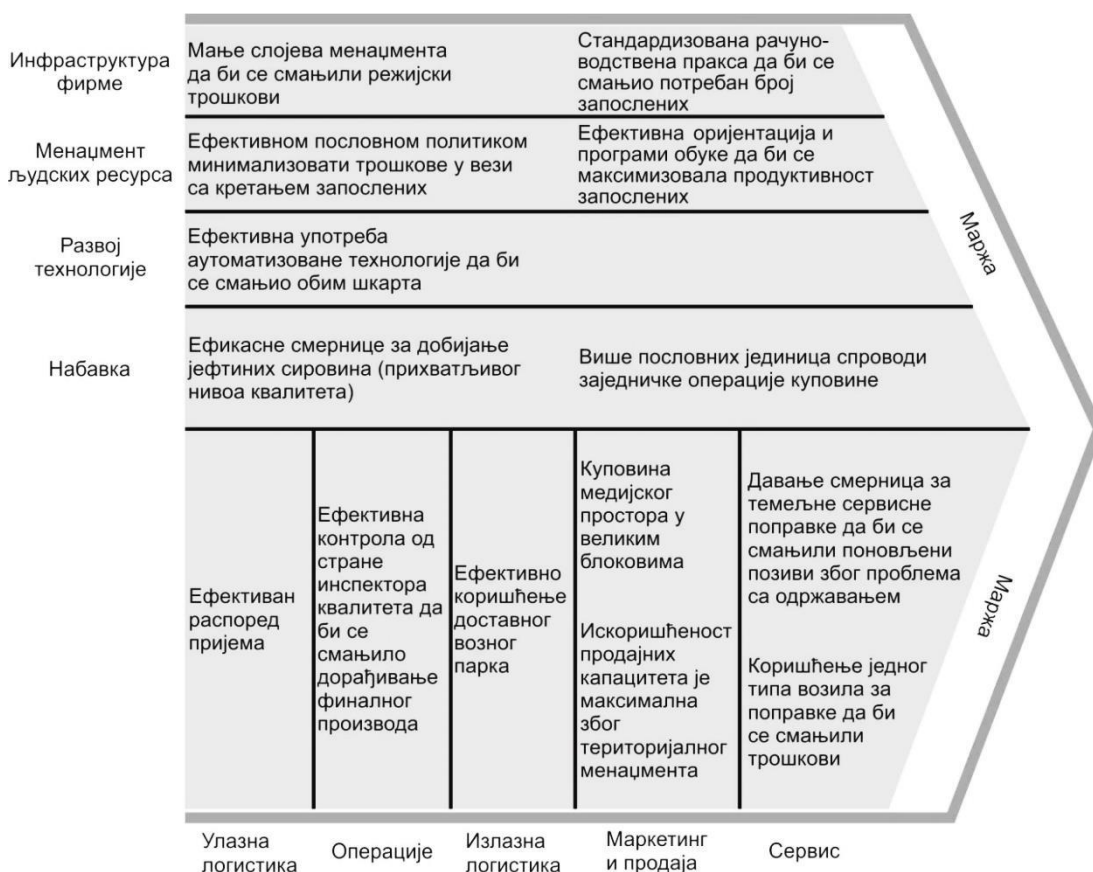 Инфраструктура
фирме
Мање слојева менаџмента
да би се смањили режијски
трошкови
Стандардизована рачуно-
водствена пракса да би се
смањио потребан број
запослених
Менаџмент
људских ресурса
Ефективном пословном политиком
минимализовати трошкове у вези
са кретањем запослених
Ефективна оријентација и
програми обуке да би се
максимизовала продуктивност
запослених
Развој
технологије
Ефективна употреба
аутоматизоване технологије да би
се смањио обим шкарта
Маржа
Набавка
Ефикасне смернице за добијање
јефтиних сировина (прихватљивог
нивоа квалитета)
Више пословних јединица спроводи
заједничке операције куповине
Ефективан
распоред
пријема
Ефективна
контрола од
стране
инспектора
квалитета да
би се
смањило
дорађивање
финалног
производа
Ефективно
коришћење
доставног
возног
парка
Куповина
медијског
простора у
великим
блоковима
Искоришћеност
продајних
капацитета је
максимална
због
територијалног
менаџмента
Давање смерница за
темељне сервисне
поправке да би се
смањили поновљени
позиви због проблема
са одржавањем
Коришћење једног
типа возила за
поправке да би
се смањили
трошкови
Маржа
Улазна
логистика
Операције
Излазна
логистика
Маркетинг
и продаја
Сервис